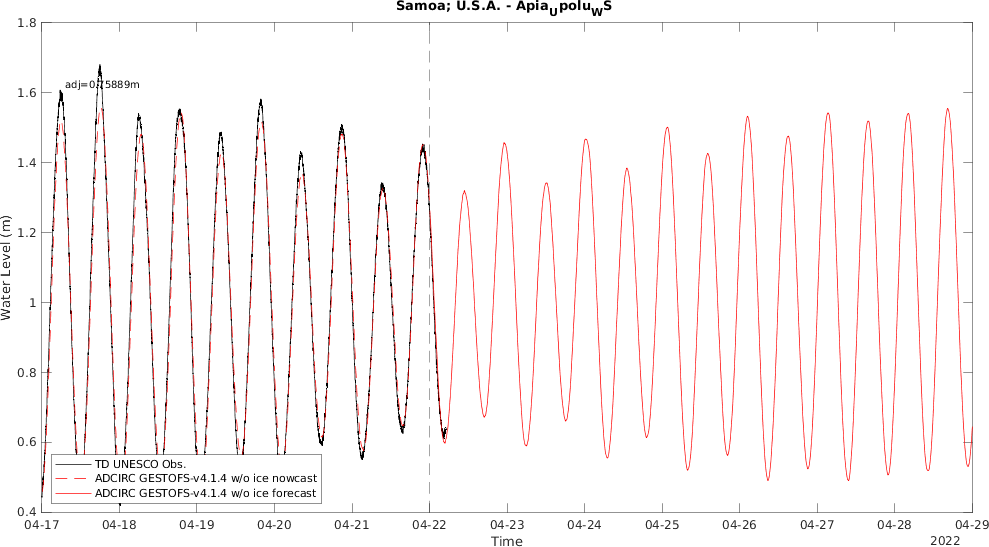 Samoa; U.S.A. - ApiaUpoluWS
1.8
1.6
1.4
1.2
1
0.8
0.6
0.4
Water Level (m)
adj=0.75889m
TD UNESCO Obs.
ADCIRC GESTOFS-v4.1.4 w/o ice nowcast
ADCIRC GESTOFS-v4.1.4 w/o ice forecast
04-17 04-18 04-19 04-20 04-21 04-22 04-23 04-24 04-25 04-26 04-27 04-28 04-29
Time
2022